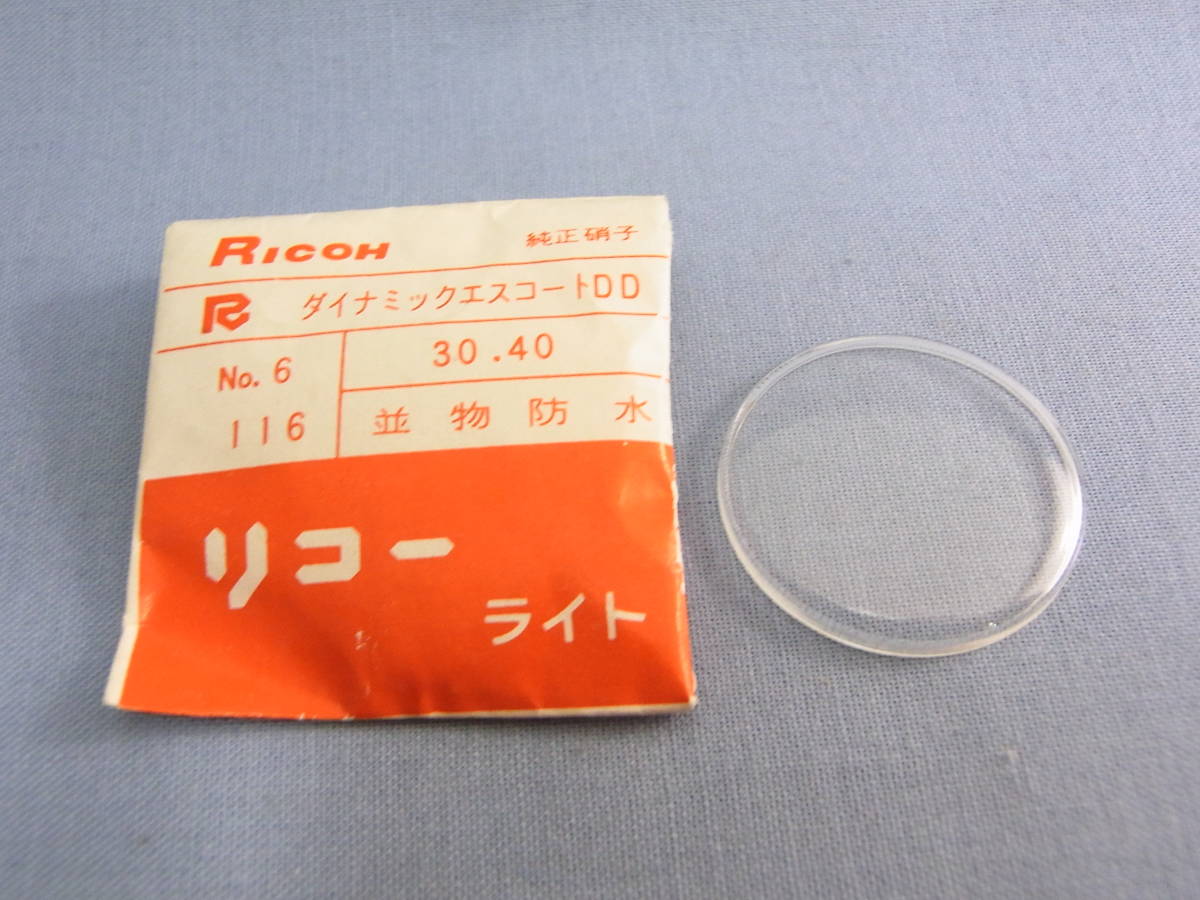 RICOH 純正硝子
R ダイナミックエスコートDD
No. 6 30.40
116 並物防水
リコー
ライト